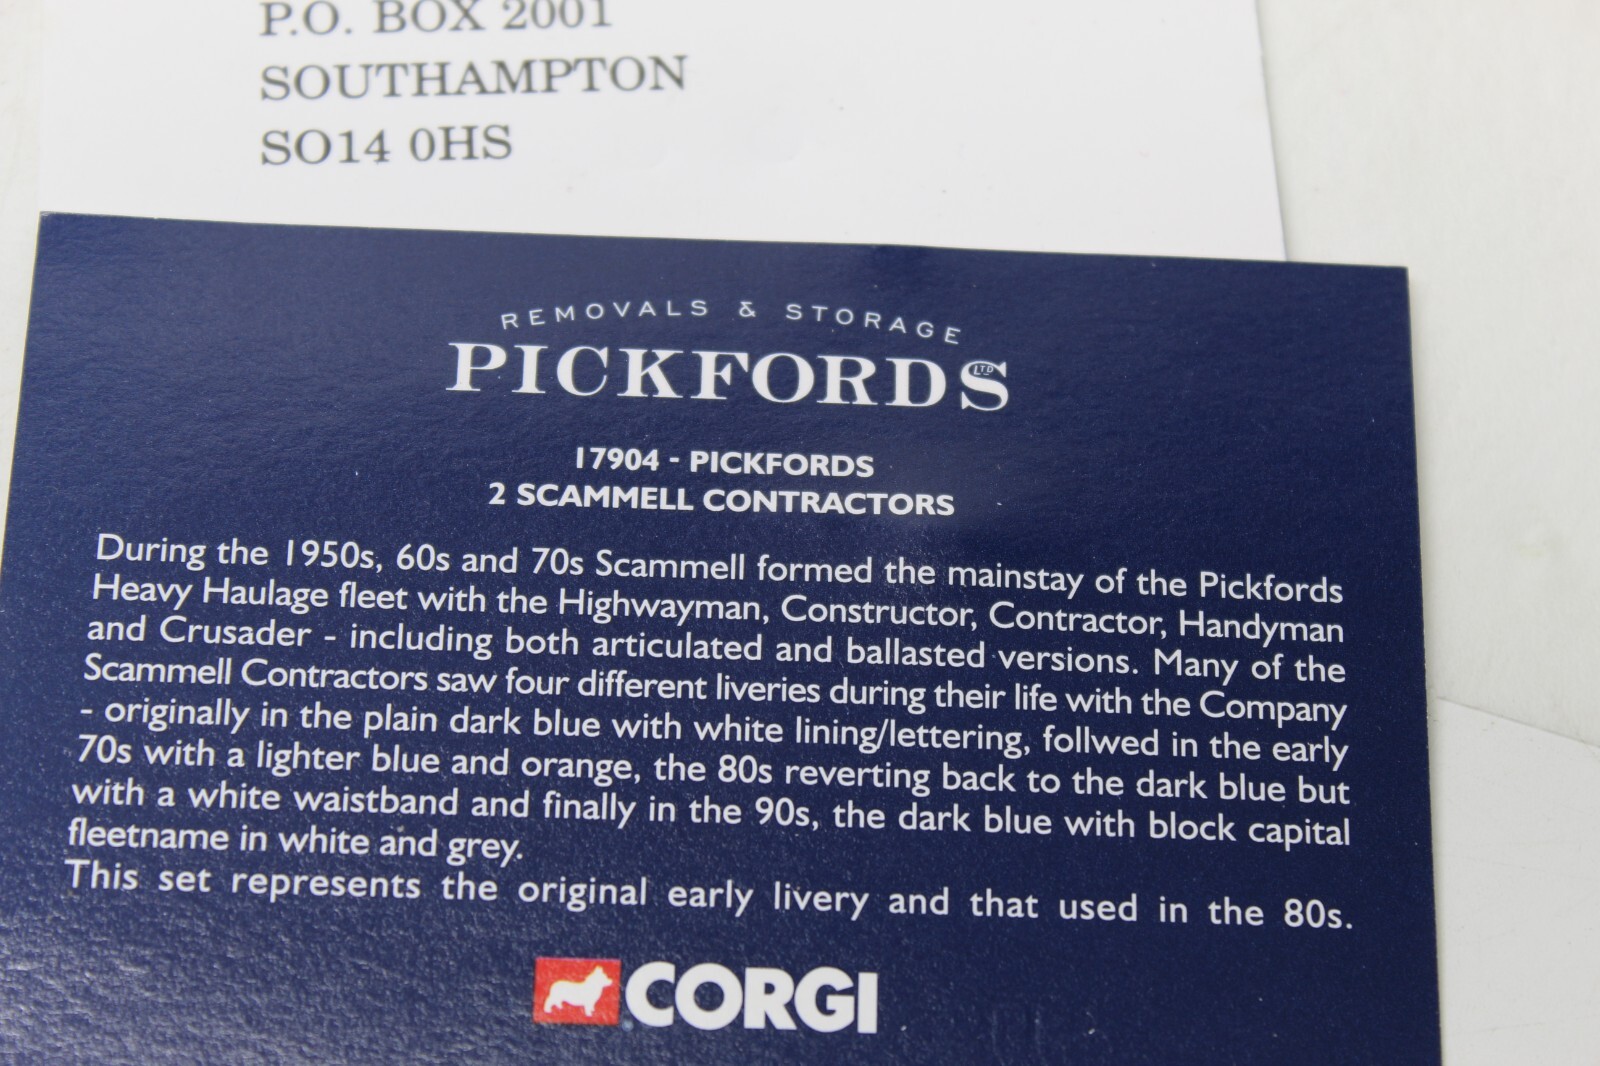 P.O. BOX 2001
SOUTHAMPTON
SO14 0HS
REMOVALS & STORAGE
PICKFORDS LTD
17904 - PICKFORDS
2 SCAMMELL CONTRACTORS
During the 1950s, 60s and 70s Scammell formed the mainstay of the Pickfords
Heavy Haulage fleet with the Highwayman, Constructor, Contractor, Handyman
and Crusader - including both articulated and ballasted versions. Many of the
Scammell Contractors saw four different liveries during their life with the Company
- originally in the plain dark blue with white lining/lettering, follwed in the early
70s with a lighter blue and orange, the 80s reverting back to the dark blue but
with a white waistband and finally in the 90s, the dark blue with block capital
fleetname in white and grey.
This set represents the original early livery and that used in the 80s.
CORGI